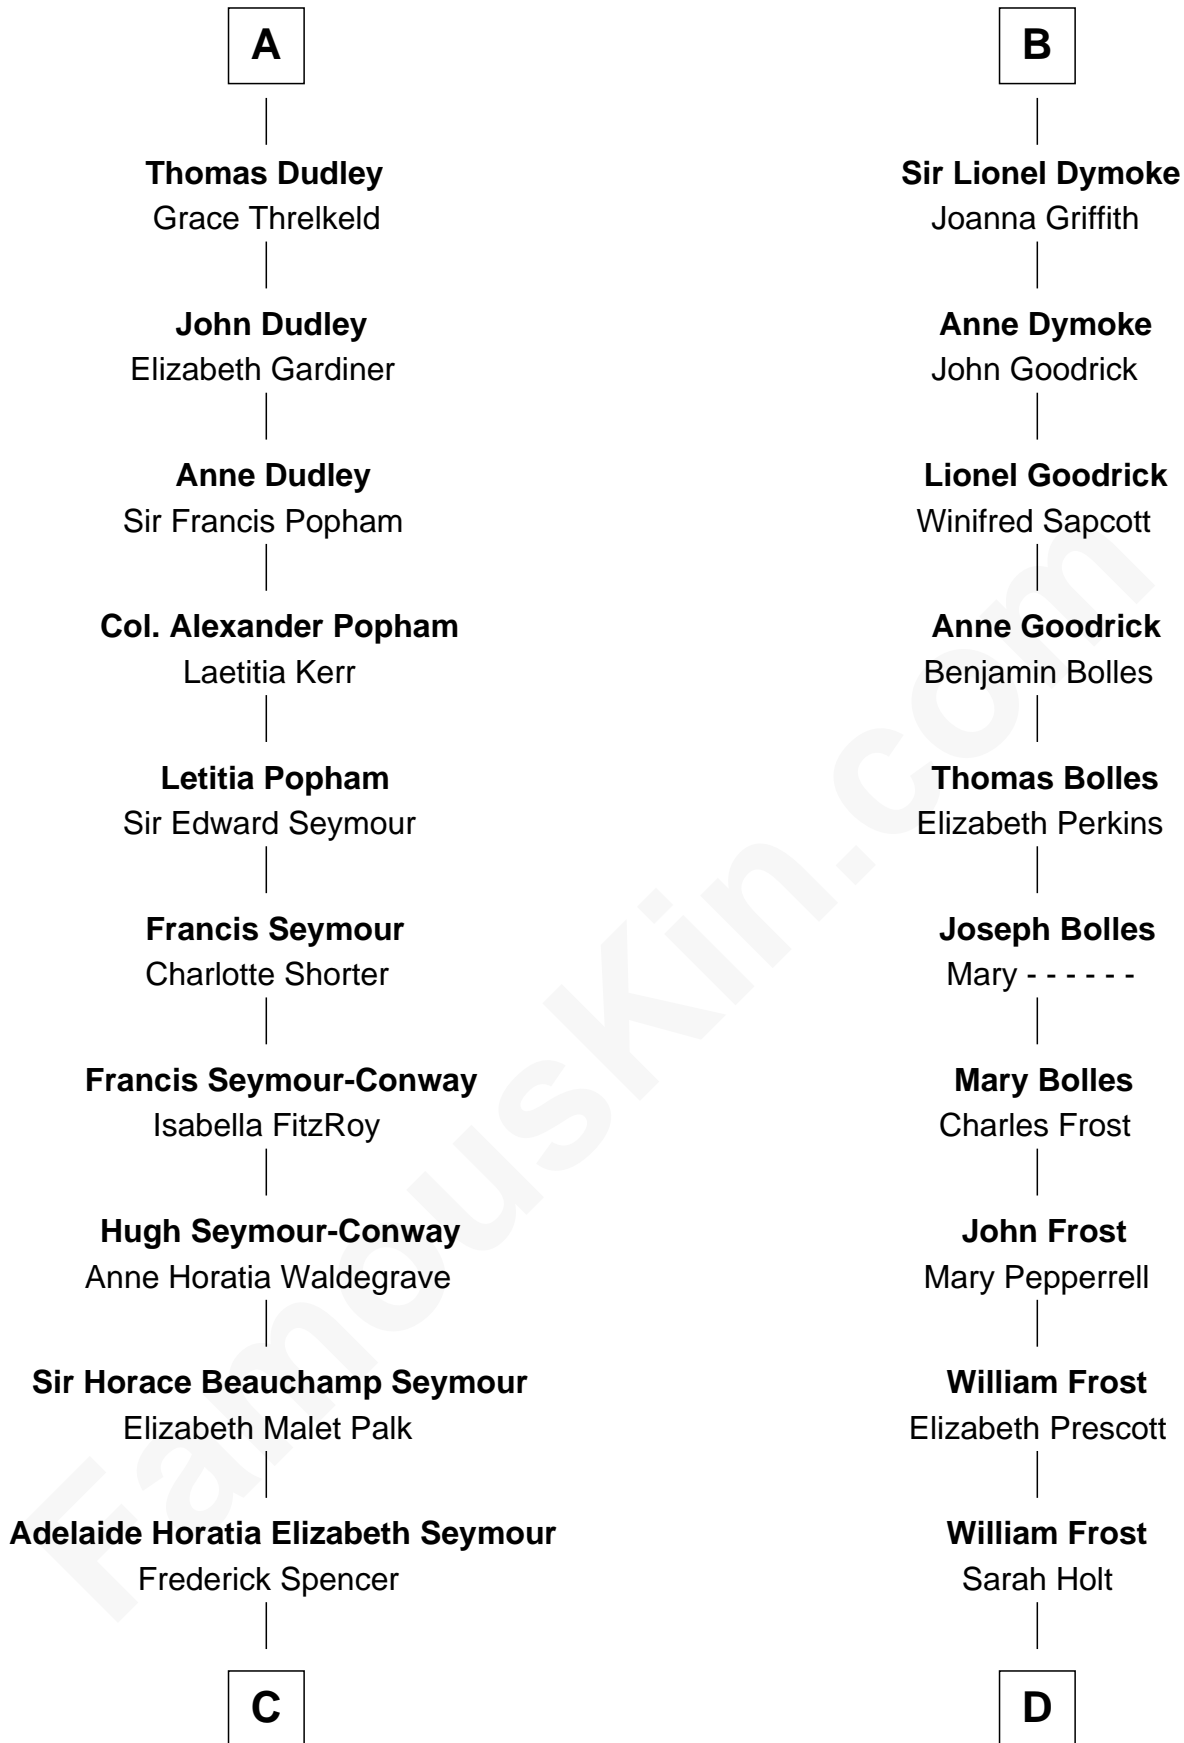 A
Thomas Dudley
Grace Threlkeld
John Dudley
Elizabeth Gardiner
Anne Dudley
Sir Francis Popham
Col. Alexander Popham
Laetitia Kerr
Letitia Popham
Sir Edward Seymour
Francis Seymour
Charlotte Shorter
Francis Seymour-Conway
Isabella FitzRoy
Hugh Seymour-Conway
Anne Horatia Waldegrave
Sir Horace Beauchamp Seymour
Elizabeth Malet Palk
Adelaide Horatia Elizabeth Seymour
Frederick Spencer
C
B
Sir Lionel Dymoke
Joanna Griffith
Anne Dymoke
John Goodrick
Lionel Goodrick
Winifred Sapcott
Anne Goodrick
Benjamin Bolles
Thomas Bolles
Elizabeth Perkins
Joseph Bolles
Mary - - - - - -
Mary Bolles
Charles Frost
John Frost
Mary Pepperrell
William Frost
Elizabeth Prescott
William Frost
Sarah Holt
D
FamousKin.com